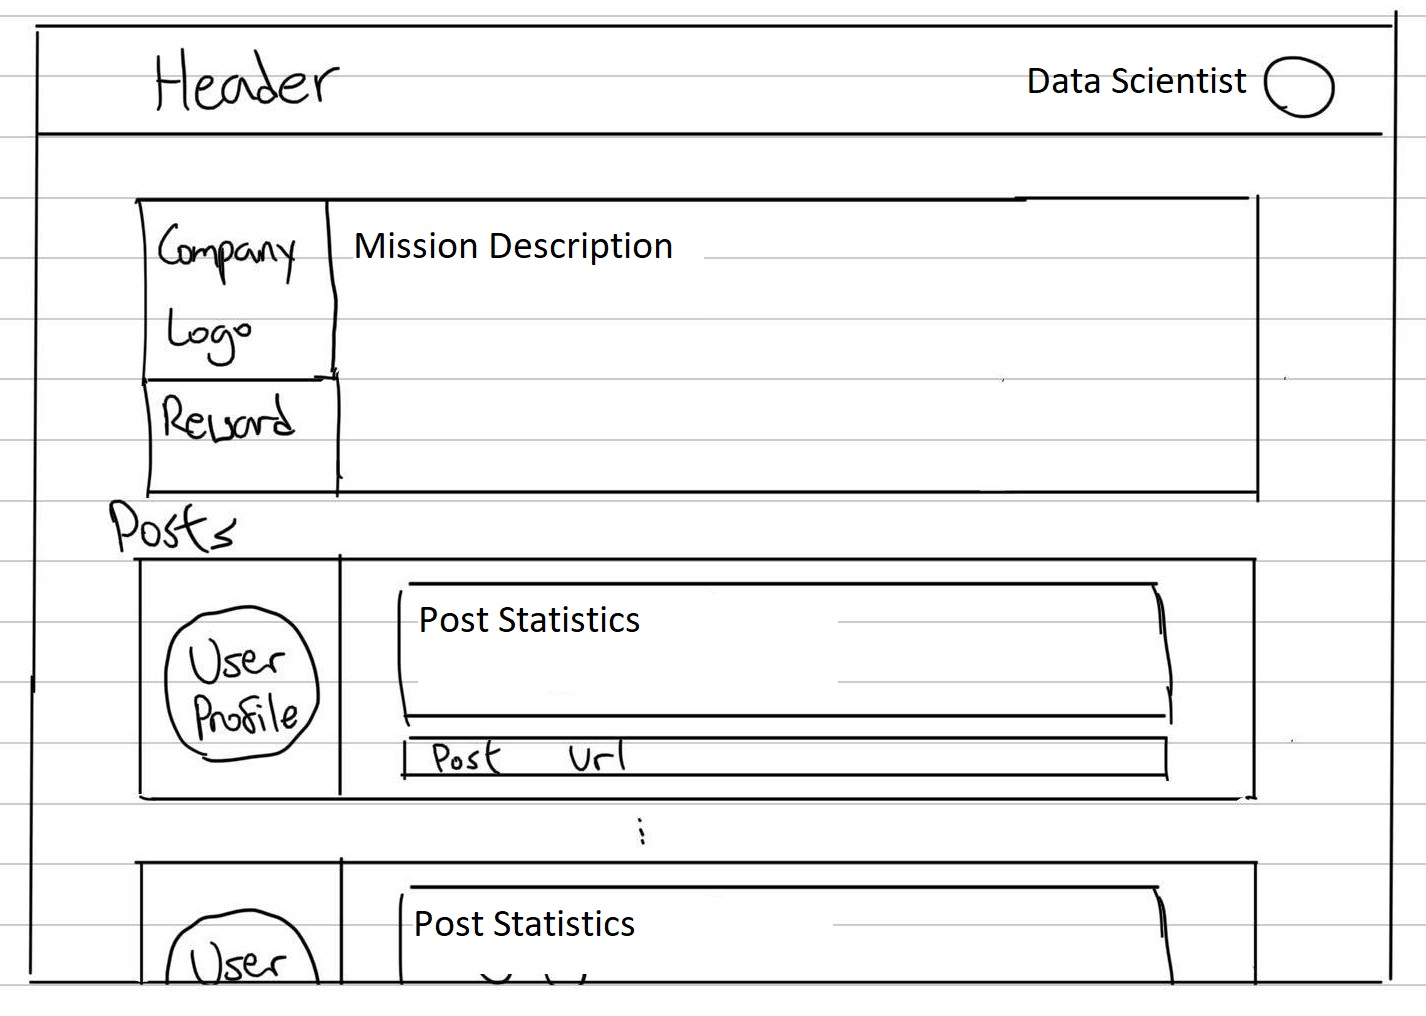 Header
Data Scientist
Company
Logo
Mission Description
Reward
Posts
User
Profile
Post Statistics
Post Url
User
Post Statistics